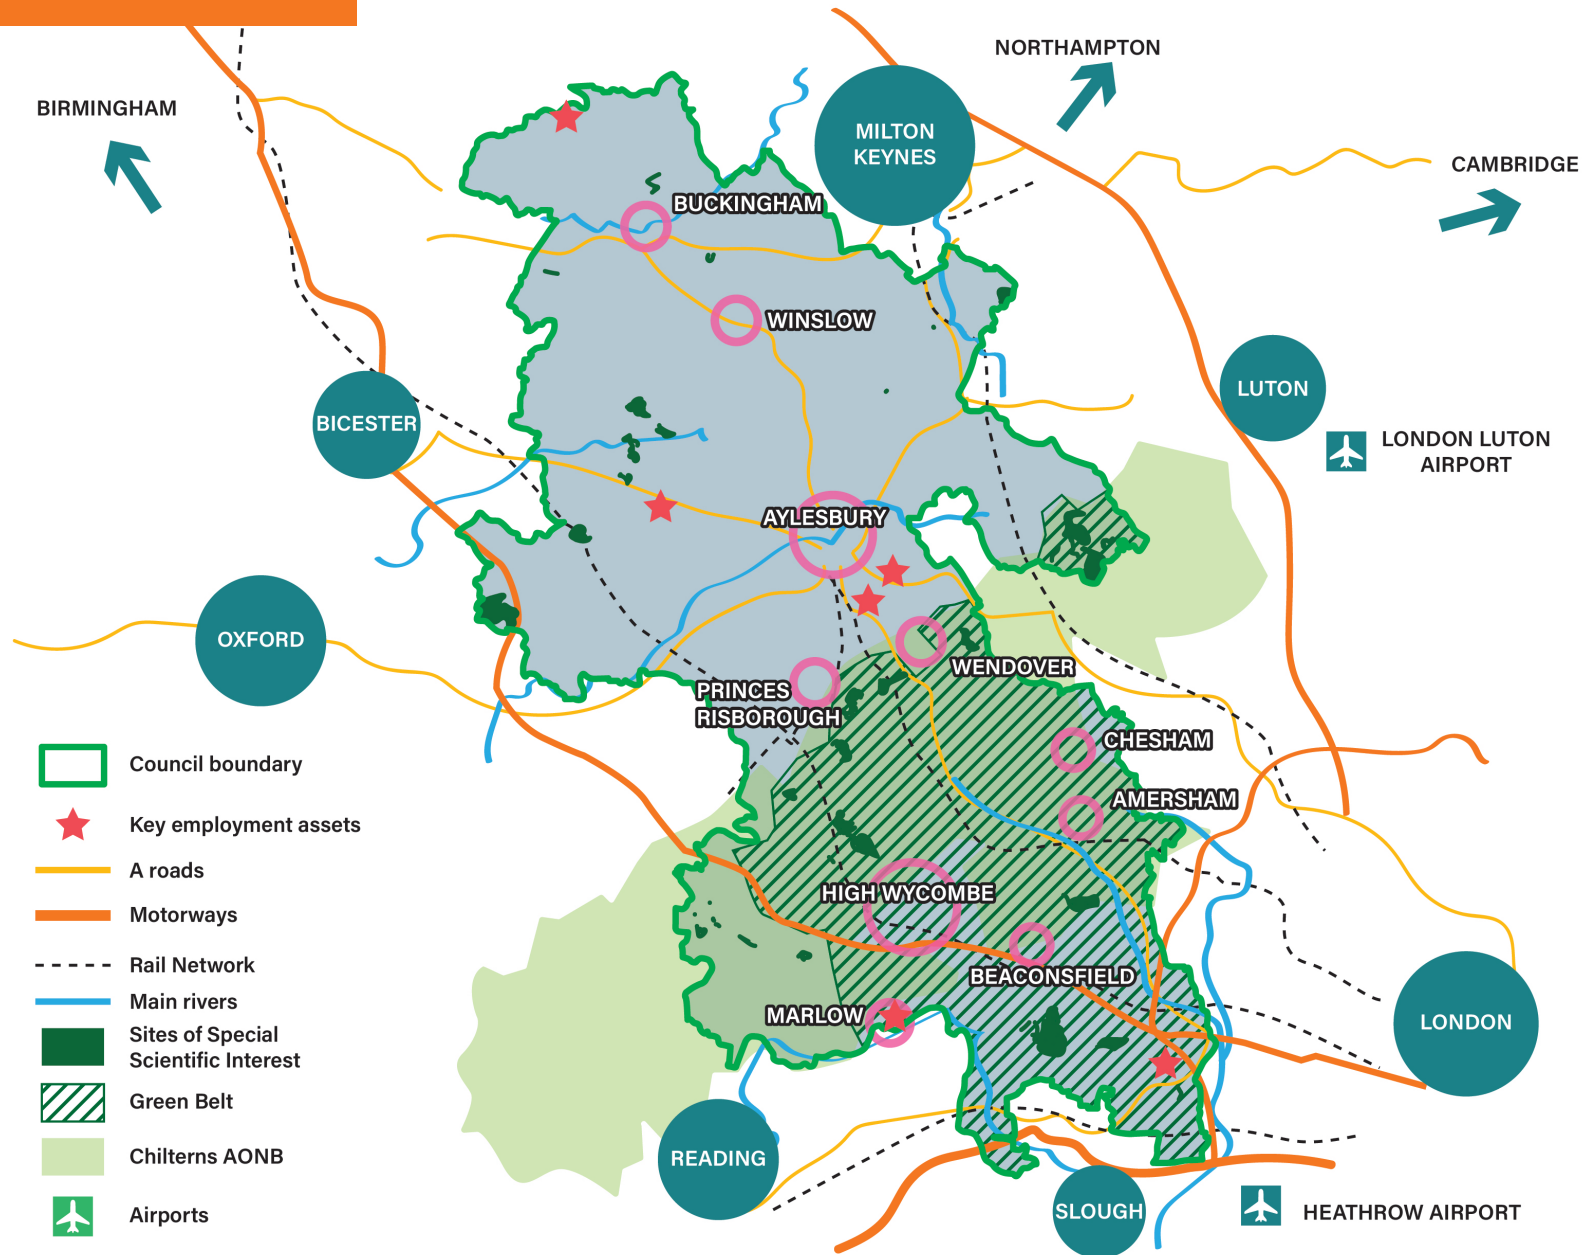 NORTHAMPTON
BIRMINGHAM
MILTON
KEYNES
CAMBRIDGE
BUCKINGHAM
WINSLOW
LUTON
BICESTER
LONDON LUTON
AIRPORT
AYLESBURY
OXFORD
WENDOVER
PRINCES
RISBOROUGH
CHESHAM
AMERSHAM
HIGH WYCOMBE
BEACONSFIELD
MARLOW
LONDON
READING
SLOUGH
HEATHROW AIRPORT
Council boundary
Key employment assets
A roads
Motorways
Rail Network
Main rivers
Sites of Special
Scientific Interest
Green Belt
Chilterns AONB
Airports